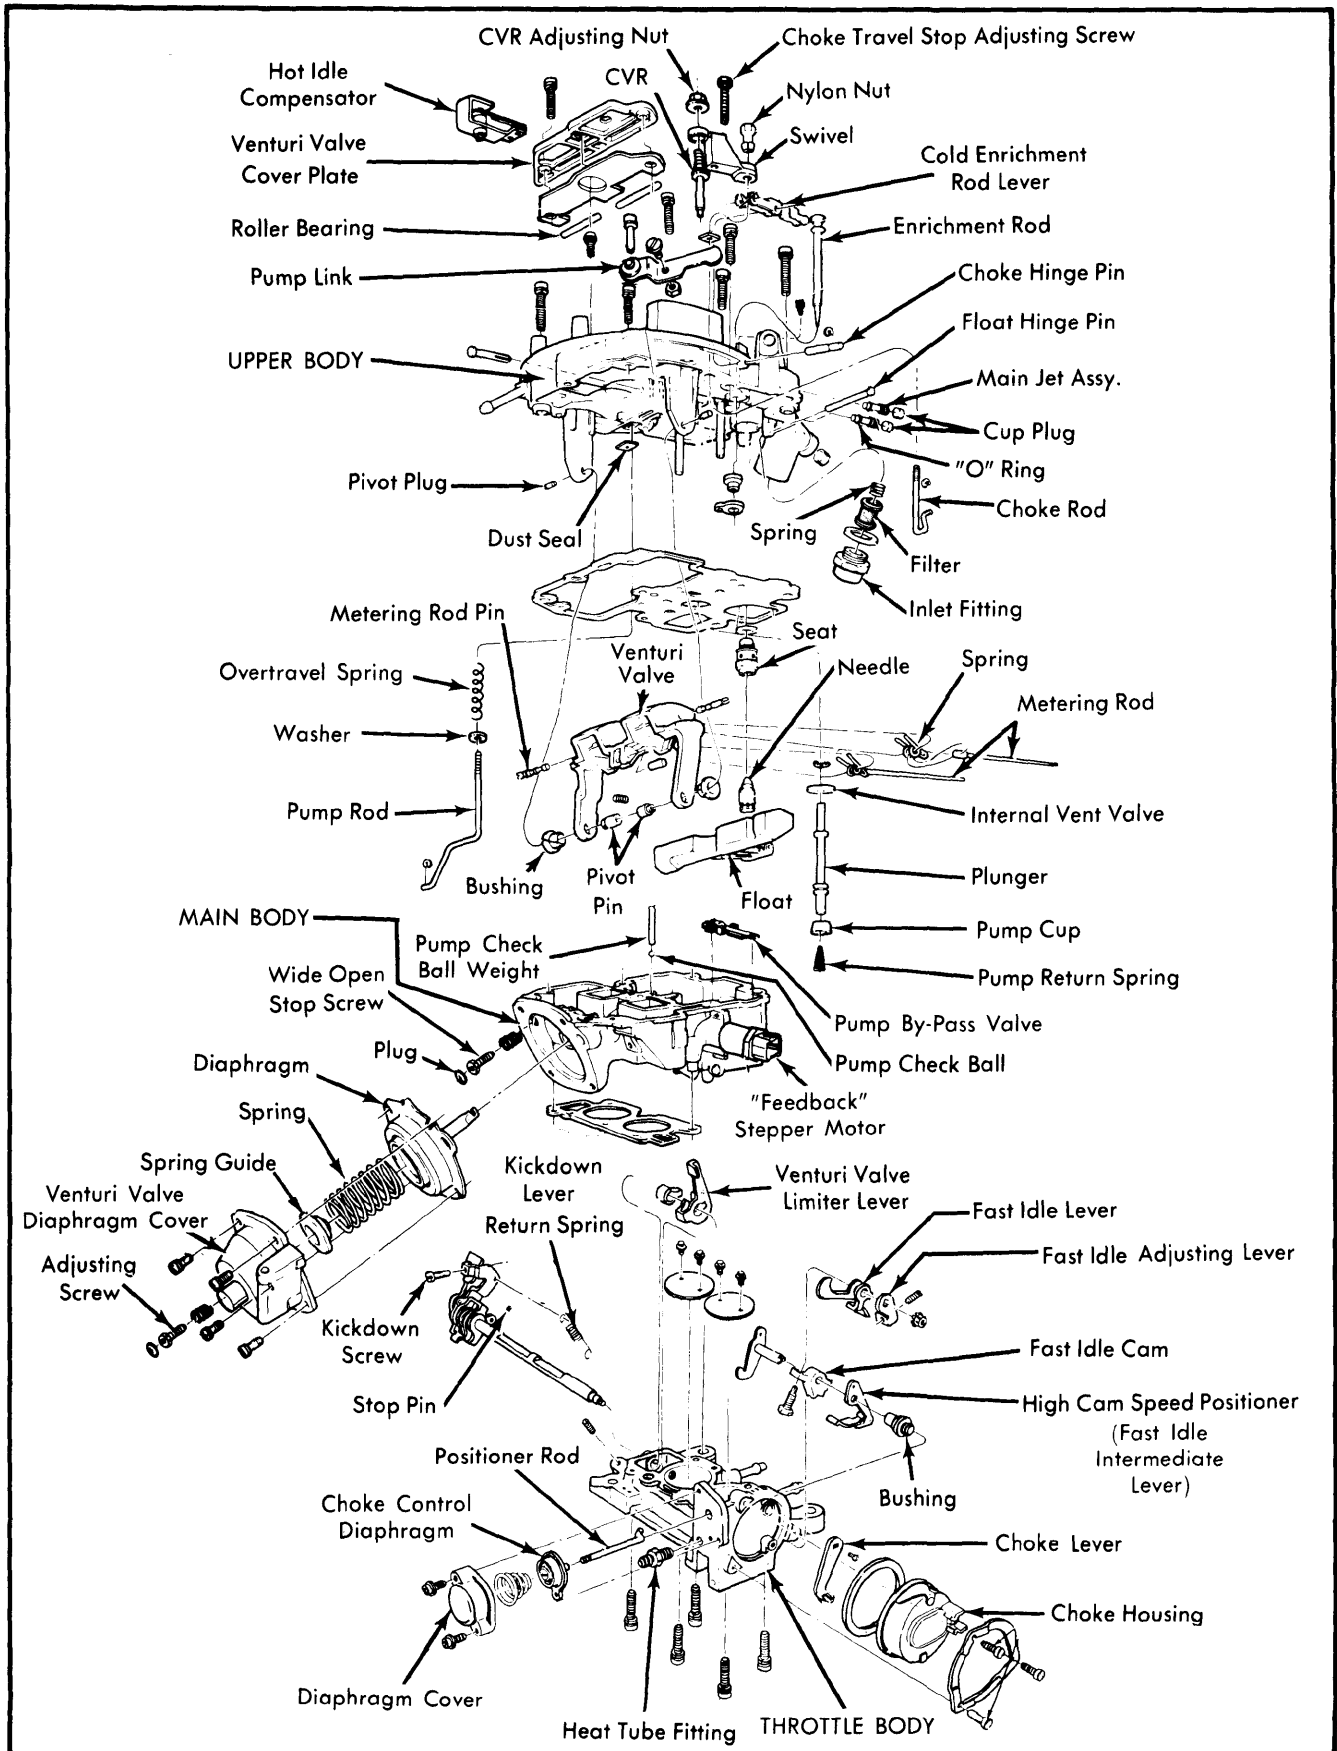 CVR Adjusting Nut
Choke Travel Stop Adjusting Screw
Hot Idle
Compensator
CVR
Nylon Nut
Venturi Valve
Cover Plate
Swivel
Cold Enrichment
Rod Lever
Roller Bearing
Enrichment Rod
Pump Link
Choke Hinge Pin
Float Hinge Pin
UPPER BODY
Main Jet Assy.
Cup Plug
"O" Ring
Pivot Plug
Choke Rod
Dust Seal
Spring
Filter
Inlet Fitting
Metering Rod Pin
Seat
Venturi
Valve
Needle
Spring
Overtravel Spring
Metering Rod
Washer
Pump Rod
Internal Vent Valve
Bushing
Pivot
Pin
Float
Plunger
MAIN BODY
Pump Cup
Pump Check
Ball Weight
Wide Open
Stop Screw
Pump Return Spring
Pump By-Pass Valve
Plug
Pump Check Ball
Diaphragm
"Feedback"
Stepper Motor
Spring
Spring Guide
Kickdown
Lever
Return Spring
Venturi Valve
Limiter Lever
Venturi Valve
Diaphragm Cover
Fast Idle Lever
Fast Idle Adjusting Lever
Adjusting
Screw
Kickdown
Screw
Fast Idle Cam
Stop Pin
High Cam Speed Positioner
(Fast Idle
Intermediate
Lever)
Positioner Rod
Bushing
Choke Control
Diaphragm
Choke Lever
Choke Housing
Diaphragm Cover
Heat Tube Fitting
THROTTLE BODY